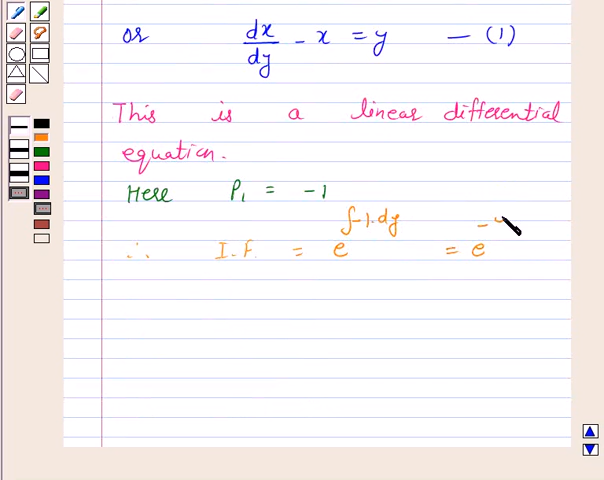 or dx/dy - x = y — (1)
This is a linear differential
equation.
Here P₁ = -1
∴ I.F. = e^∫-1.dy = e^-